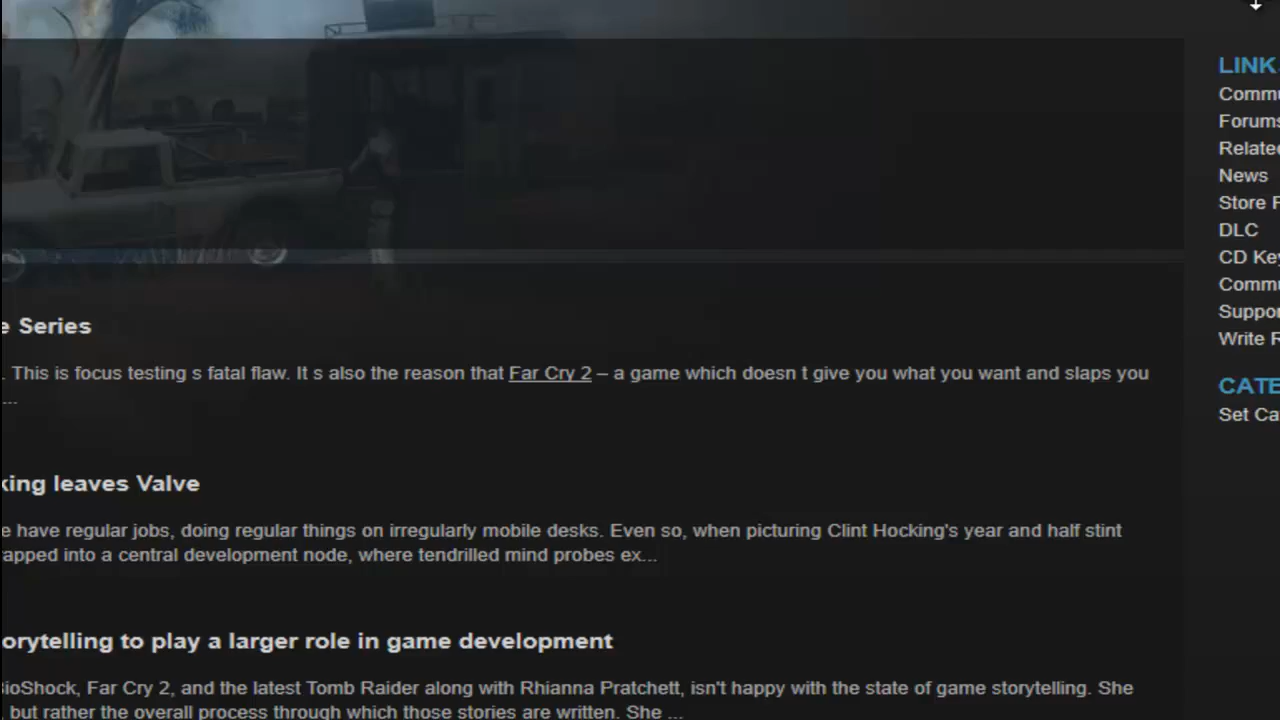 e Series
. This is focus testing s fatal flaw. It s also the reason that Far Cry 2 – a game which doesn t give you what you want and slaps you
...
king leaves Valve
e have regular jobs, doing regular things on irregularly mobile desks. Even so, when picturing Clint Hocking's year and half stint
rapped into a central development node, where tendrilled mind probes ex...
orytelling to play a larger role in game development
BioShock, Far Cry 2, and the latest Tomb Raider along with Rhianna Pratchett, isn't happy with the state of game storytelling. She
but rather the overall process through which those stories are written. She ...
LINK
Commu
Forums
Related
News
Store P
DLC
CD Key
Commu
Suppor
Write R
CATE
Set Ca